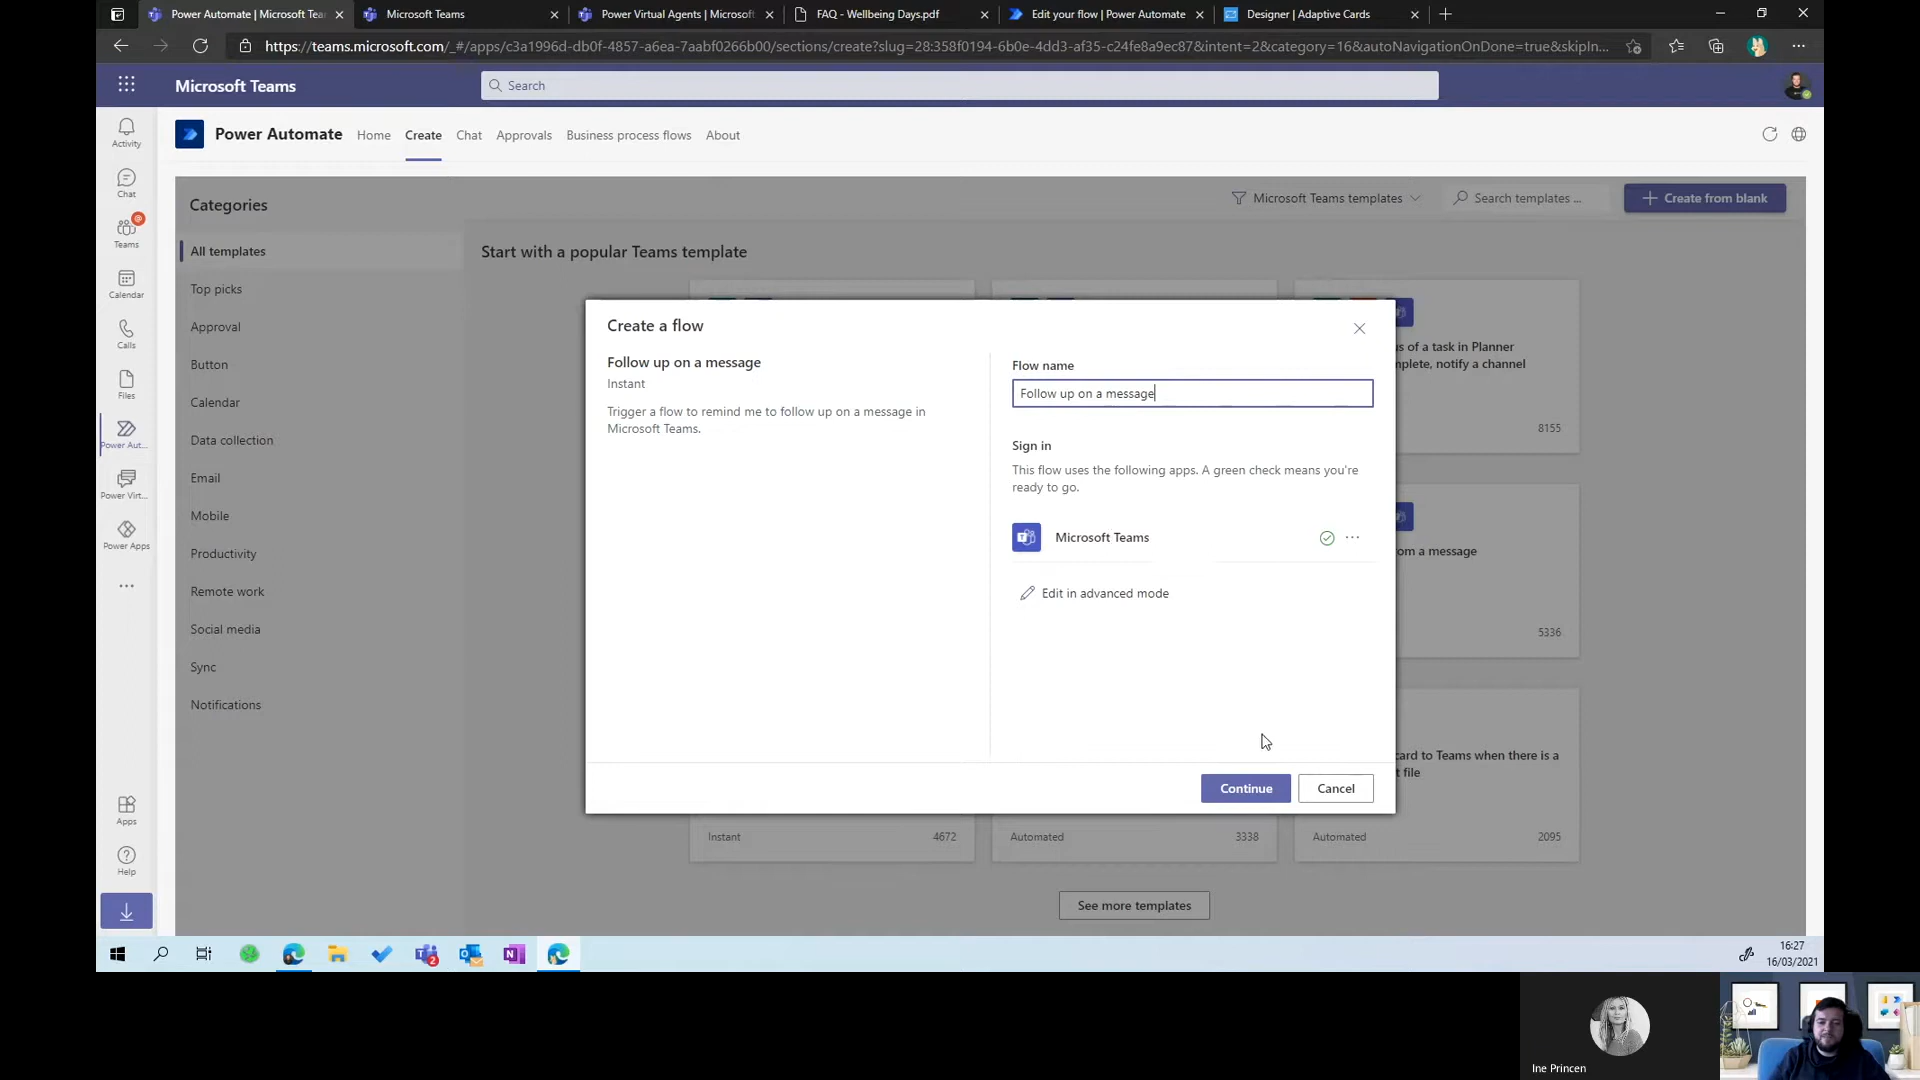 Power Automate | Microsoft Tea
Microsoft Teams
Power Virtual Agents | Microsoft
FAQ - Wellbeing Days.pdf
Edit your flow | Power Automate
Designer | Adaptive Cards
https://teams.microsoft.com/_#/apps/c3a1996d-db0f-4857-a6ea-7aabf0266b00/sections/create?slug=28:358f0194-6b0e-4dd3-af35-c24fe8a9ec87&intent=2&category=16&autoNavigationOnDone=true&skipIn...
Microsoft Teams
Search
Activity
Chat
Teams
Calendar
Calls
Files
Power Aut...
Power Virt...
Power Apps
Apps
Help
Power Automate
Home
Create
Chat
Approvals
Business process flows
About
Categories
All templates
Top picks
Approval
Button
Calendar
Data collection
Email
Mobile
Productivity
Remote work
Social media
Sync
Notifications
Microsoft Teams templates
Search templates ...
Create from blank
Start with a popular Teams template
us of a task in Planner
mplete, notify a channel
8155
om a message
5336
card to Teams when there is a
t file
Instant
4672
Automated
3338
Automated
2095
See more templates
Create a flow
Follow up on a message
Instant
Trigger a flow to remind me to follow up on a message in
Microsoft Teams.
Flow name
Follow up on a message
Sign in
This flow uses the following apps. A green check means you're
ready to go.
Microsoft Teams
Edit in advanced mode
Continue
Cancel
2
16:27
16/03/2021
Ine Princen